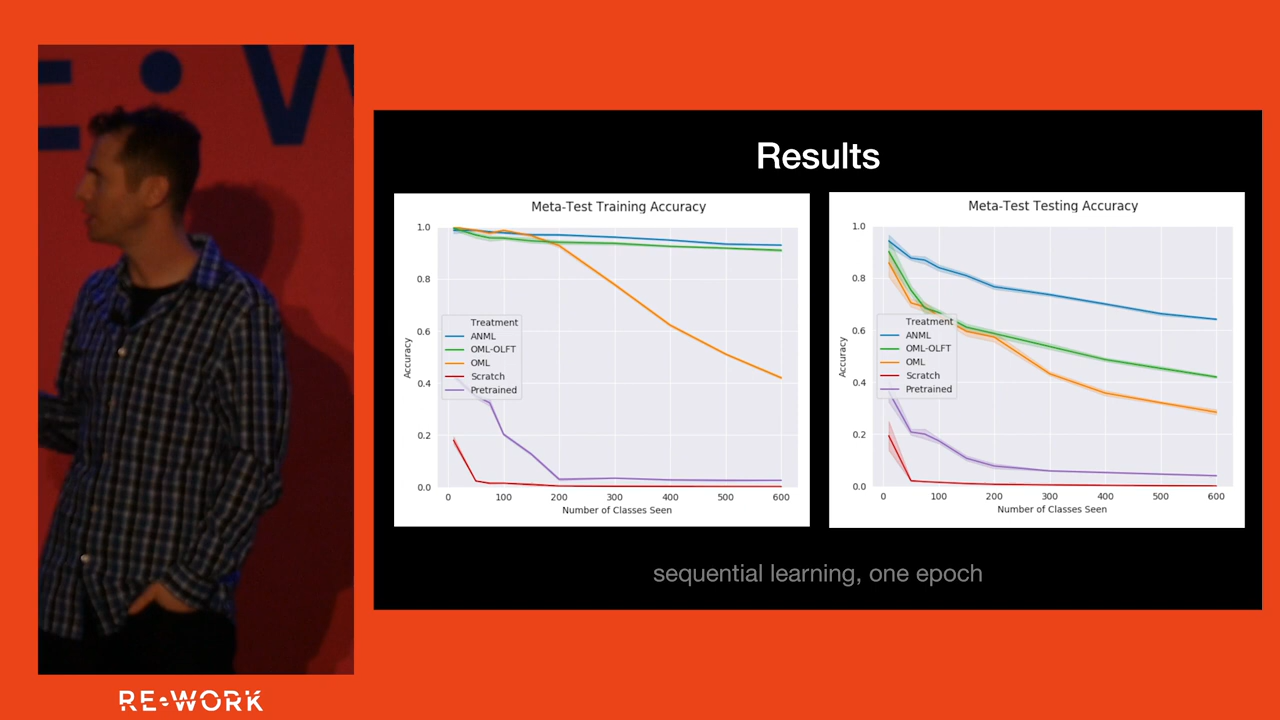 RE•WORK
Results
Meta-Test Training Accuracy
1.0
0.8
0.6
0.4
0.2
0.0
Accuracy
Treatment
ANML
OML-OLFT
OML
Scratch
Pretrained
0 100 200 300 400 500 600
Number of Classes Seen
Meta-Test Testing Accuracy
1.0
0.8
0.6
0.4
0.2
0.0
Accuracy
Treatment
ANML
OML-OLFT
OML
Scratch
Pretrained
0 100 200 300 400 500 600
Number of Classes Seen
sequential learning, one epoch